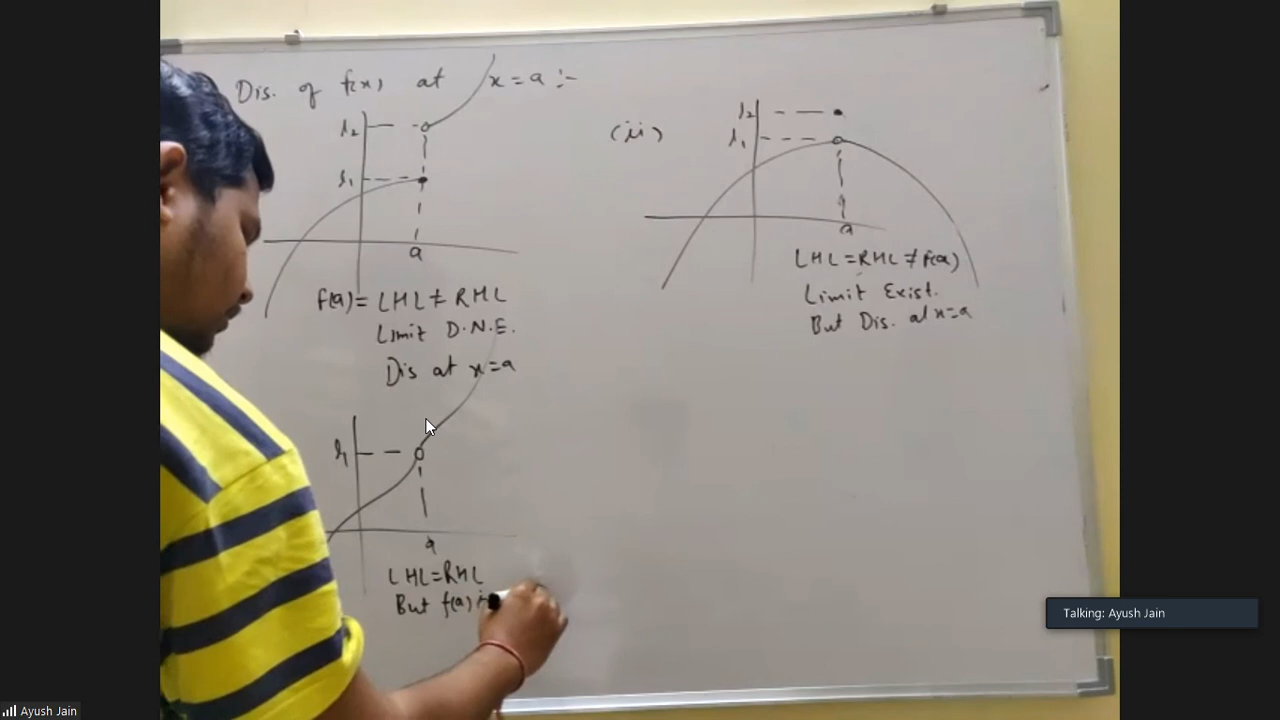 Dis. of f(x) at x = a :-
l₂
l₁
a
f(a) = LHL ≠ RHL
Limit D.N.E.
Dis at x=a
(ii)
l₂
l₁
a
LHL = RHL ≠ f(a)
Limit Exist.
But Dis. at x=a
l₁
a
LHL = RHL
But f(a) i
Talking: Ayush Jain
Ayush Jain